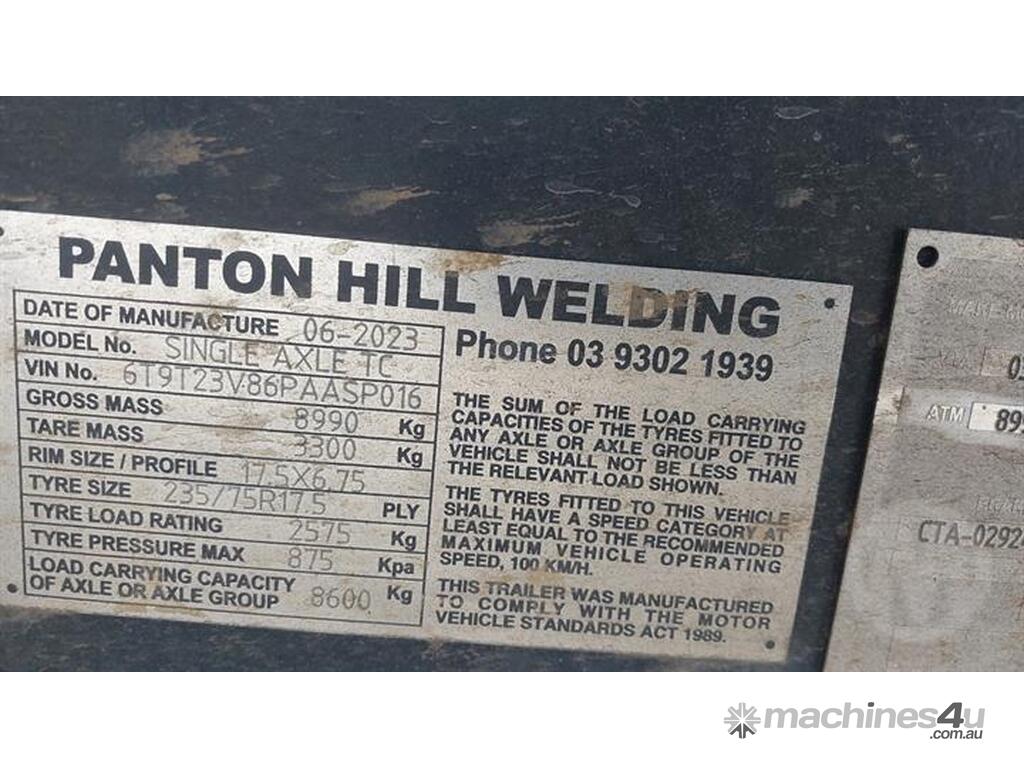 PANTON HILL WELDING
DATE OF MANUFACTURE 06-2023
MODEL No. SINGLE AXLE TC
VIN No. 6T9T23V86PAASP016
GROSS MASS 8990 Kg
TARE MASS 3300 Kg
RIM SIZE / PROFILE 17.5X6.75
TYRE SIZE 235/75R17.5 PLY
TYRE LOAD RATING 2575 Kg
TYRE PRESSURE MAX 875 Kpa
LOAD CARRYING CAPACITY
OF AXLE OR AXLE GROUP 8600 Kg
Phone 03 9302 1939
THE SUM OF THE LOAD CARRYING
CAPACITIES OF THE TYRES FITTED TO
ANY AXLE OR AXLE GROUP OF THE
VEHICLE SHALL NOT BE LESS THAN
THE RELEVANT LOAD SHOWN.
THE TYRES FITTED TO THIS VEHICLE
SHALL HAVE A SPEED CATEGORY AT
LEAST EQUAL TO THE RECOMMENDED
MAXIMUM VEHICLE OPERATING
SPEED, 100 KM/H.
THIS TRAILER WAS MANUFACTURED
TO COMPLY WITH THE MOTOR
VEHICLE STANDARDS ACT 1989.
ATM
CTA-0292
machines4u
.com.au